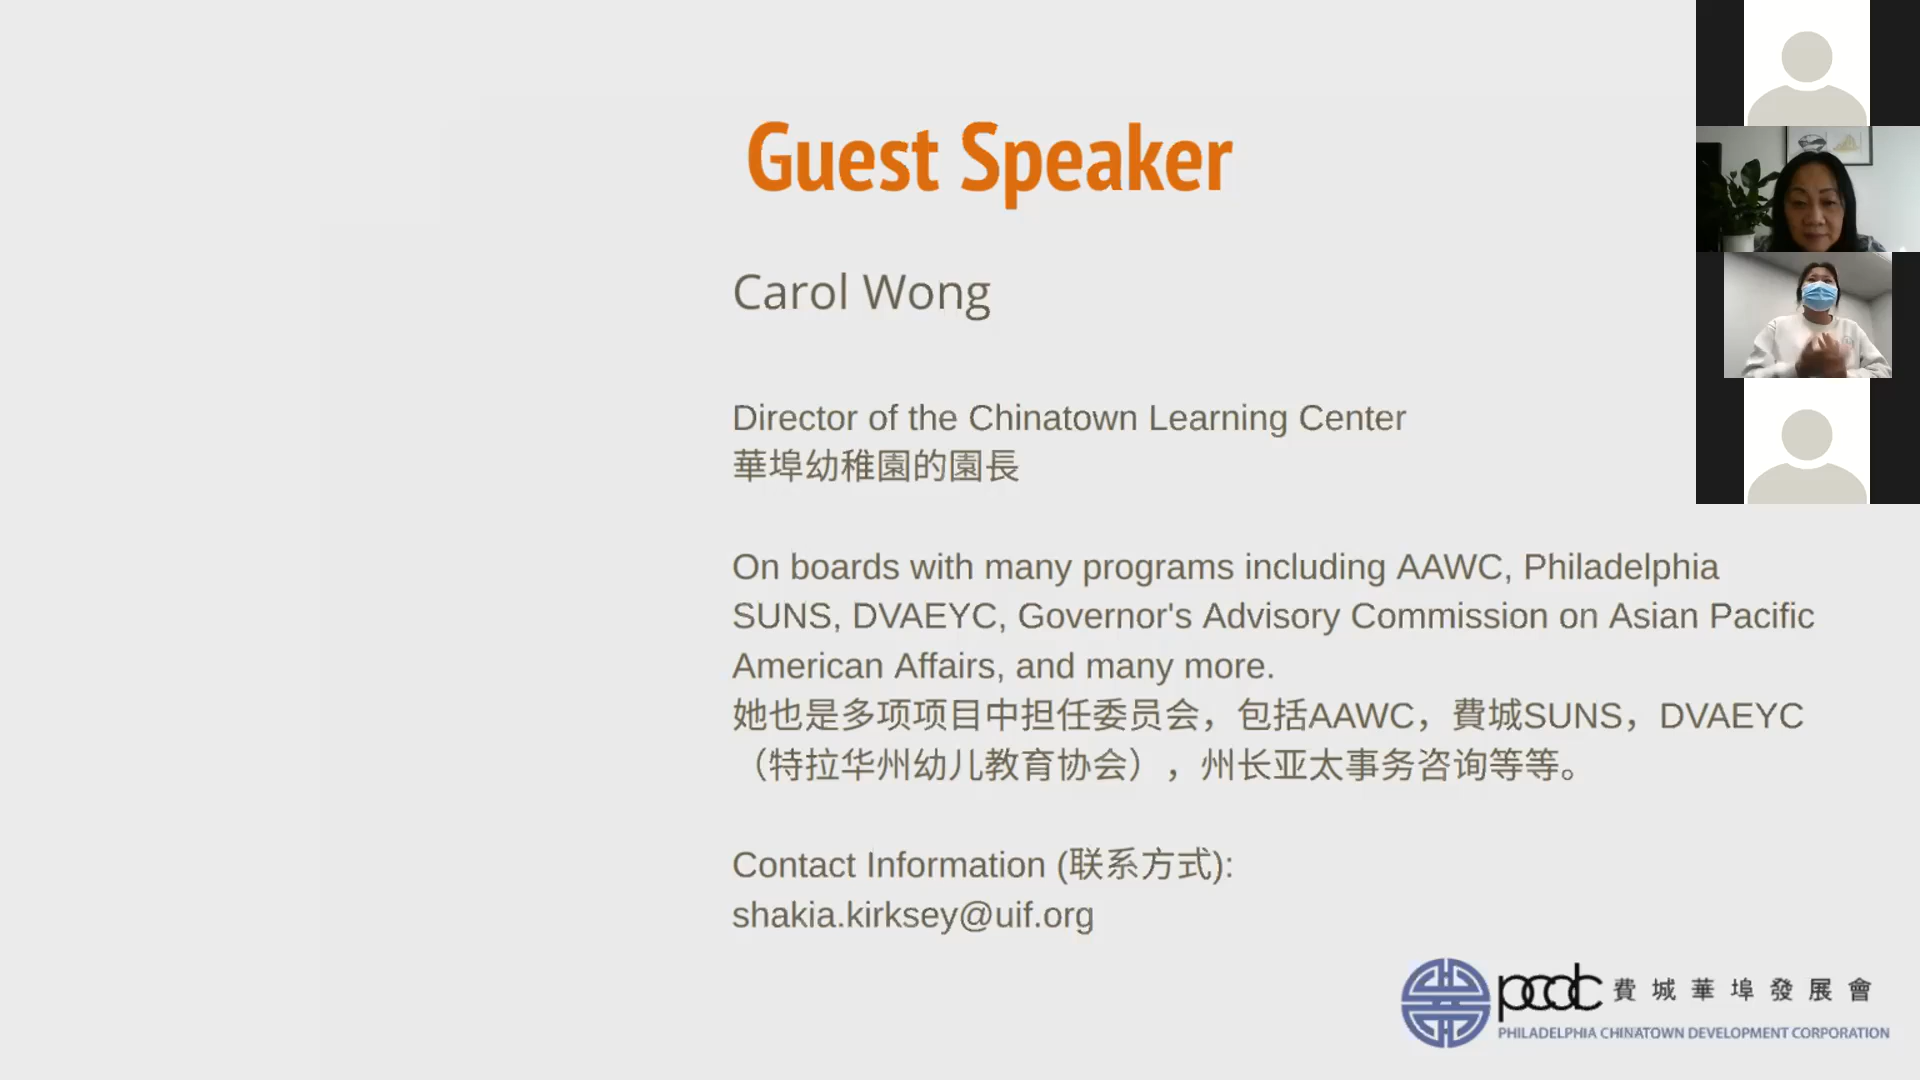 Guest Speaker
Carol Wong
Director of the Chinatown Learning Center
華埠幼稚園的園長
On boards with many programs including AAWC, Philadelphia
SUNS, DVAEYC, Governor's Advisory Commission on Asian Pacific
American Affairs, and many more.
她也是多项项目中担任委员会，包括AAWC，費城SUNS，DVAEYC
（特拉华州幼儿教育协会），州长亚太事务咨询等等。
Contact Information (联系方式):
shakia.kirksey@uif.org
pcdc 費城華埠發展會
PHILADELPHIA CHINATOWN DEVELOPMENT CORPORATION